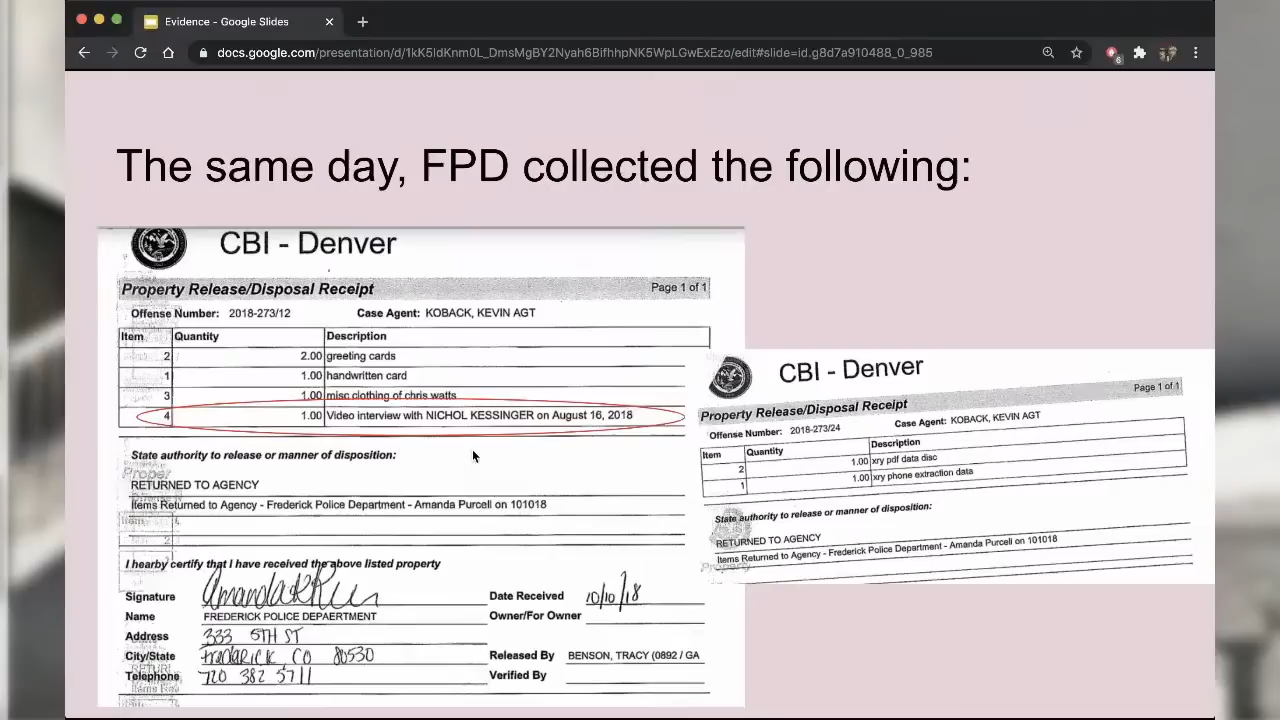 Evidence - Google Slides
docs.google.com/presentation/d/1kK5IdKnm0L_DmsMgBY2Nyah6BifhhpNK5WpLGwExEzo/edit#slide=id.g8d7a910488_0_985
6
The same day, FPD collected the following:
CBI - Denver
Property Release/Disposal Receipt Page 1 of 1
Offense Number: 2018-273/12 Case Agent: KOBACK, KEVIN AGT
Item Quantity Description
2 2.00 greeting cards
1 1.00 handwritten card
3 1.00 misc clothing of chris watts
4 1.00 Video interview with NICHOL KESSINGER on August 16, 2018
State authority to release or manner of disposition:
RETURNED TO AGENCY
Items Returned to Agency - Frederick Police Department - Amanda Purcell on 101018
I hearby certify that I have received the above listed property
Signature Date Received 10/10/18
Name FREDERICK POLICE DEPAERTMENT Owner/For Owner
Address 333 5TH ST
City/State Frederick, CO 80530 Released By BENSON, TRACY (0892 / GA
Telephone 720 382 5711 Verified By
CBI - Denver
Property Release/Disposal Receipt Page 1 of 1
Offense Number: 2018-273/24 Case Agent: KOBACK, KEVIN AGT
Item Quantity Description
2 1.00 xry pdf data disc
1 1.00 xry phone extraction data
State authority to release or manner of disposition:
RETURNED TO AGENCY
Items Returned to Agency - Frederick Police Department - Amanda Purcell on 101018